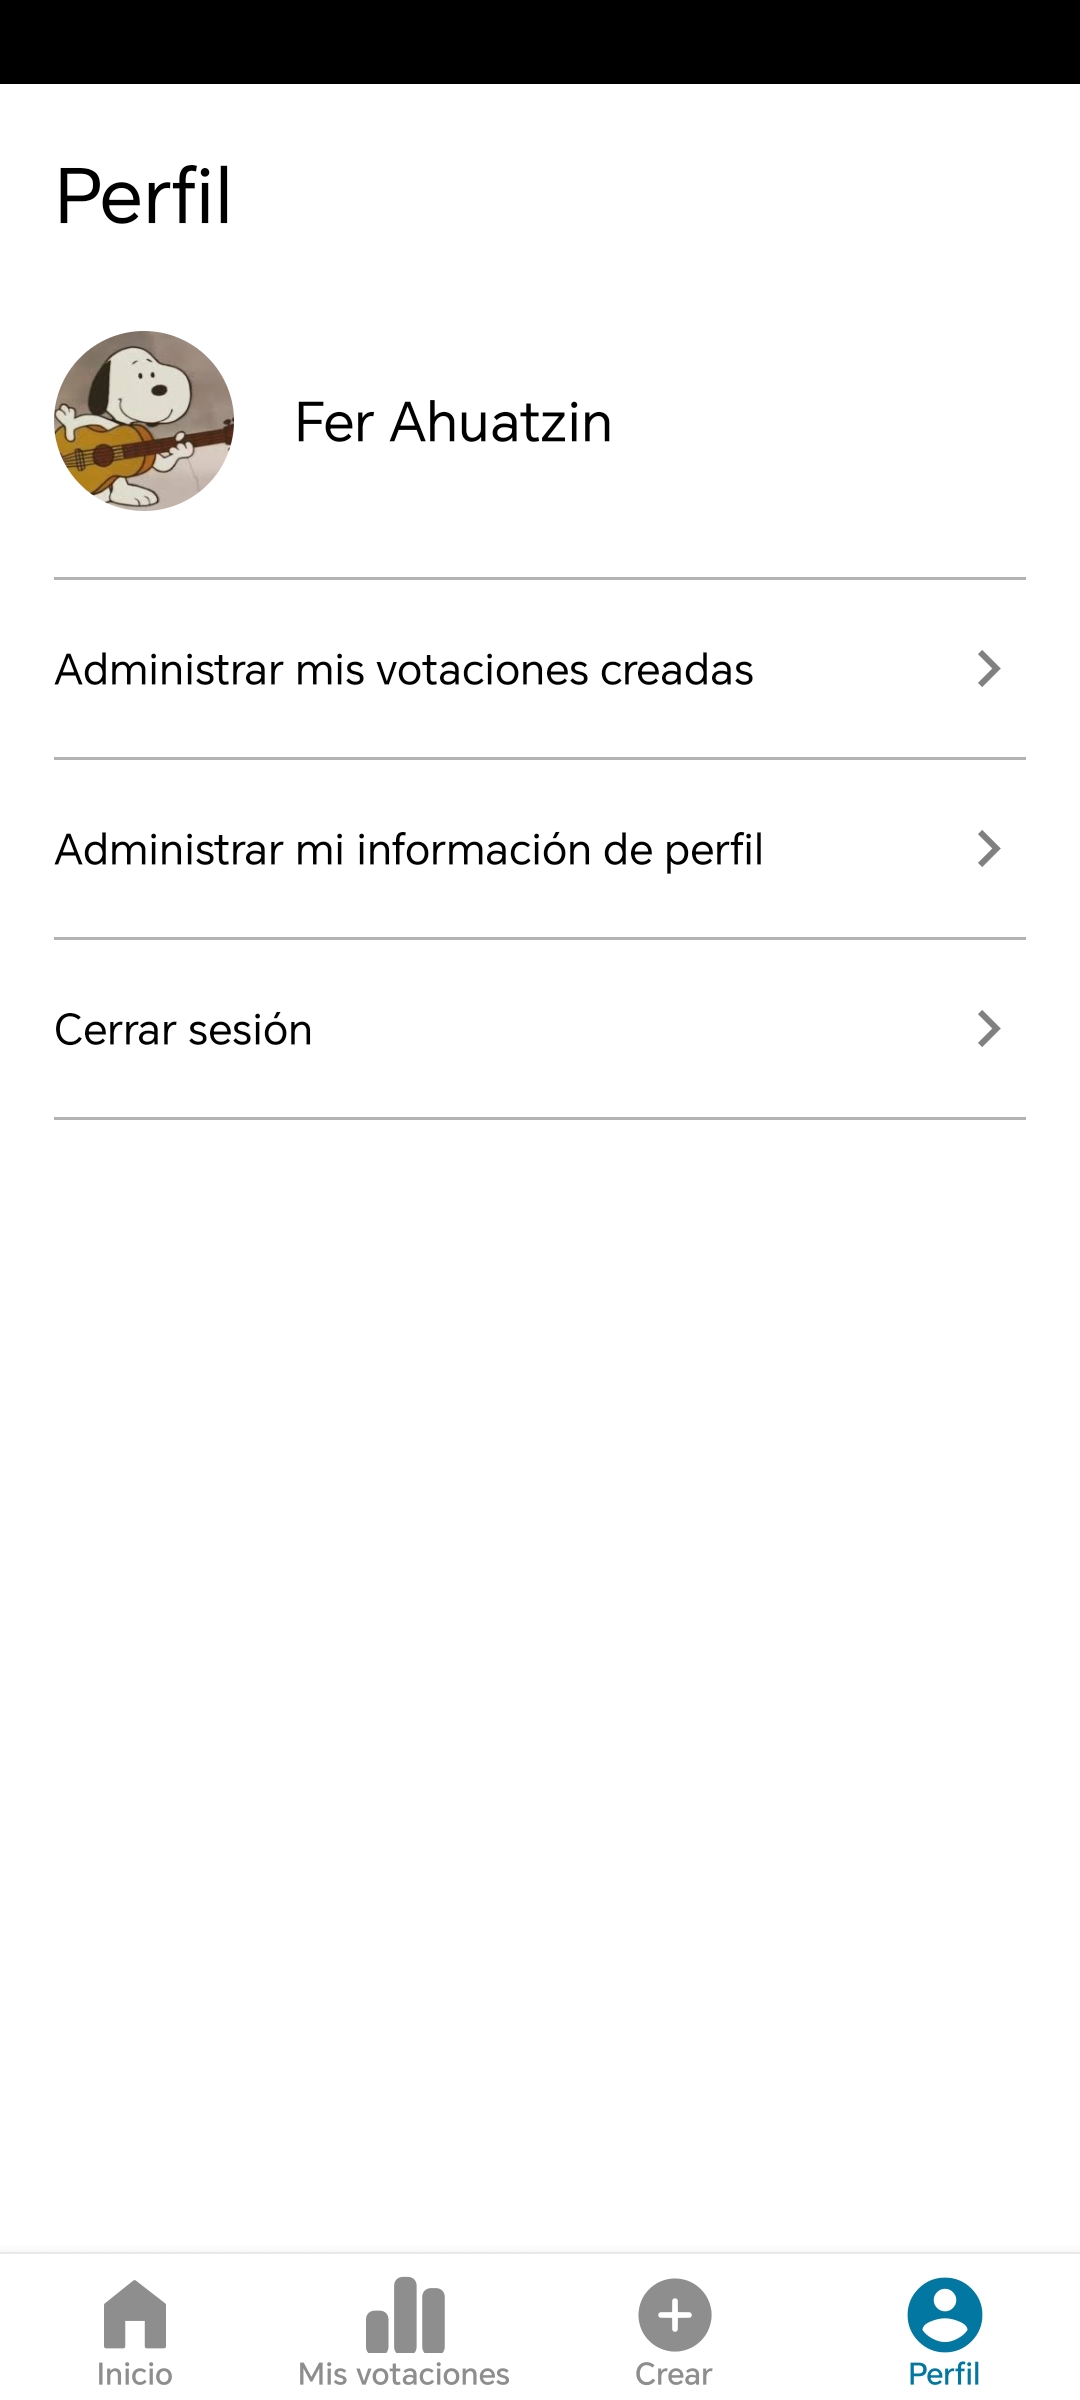 Perfil
Fer Ahuatzin
Administrar mis votaciones creadas
Administrar mi información de perfil
Cerrar sesión
Inicio
Mis votaciones
Crear
Perfil